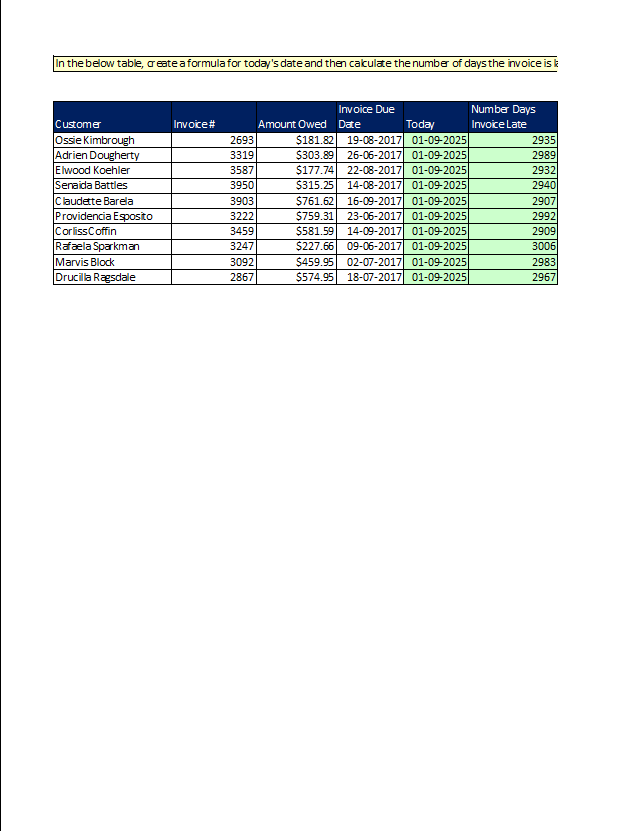 In the below table, create a formula for today's date and then calculate the number of days the invoice is
Customer Invoice # Amount Owed Invoice Due Date Today Number Days Invoice Late
Ossie Kimbrough 2693 $181.82 19-08-2017 01-09-2025 2935
Adrien Dougherty 3319 $303.89 26-06-2017 01-09-2025 2989
Elwood Koehler 3587 $177.74 22-08-2017 01-09-2025 2932
Senaida Battles 3950 $315.25 14-08-2017 01-09-2025 2940
Claudette Barela 3903 $761.62 16-09-2017 01-09-2025 2907
Providencia Esposito 3222 $759.31 23-06-2017 01-09-2025 2992
Corliss Coffin 3459 $581.59 14-09-2017 01-09-2025 2909
Rafaela Sparkman 3247 $227.66 09-06-2017 01-09-2025 3006
Marvis Block 3092 $459.95 02-07-2017 01-09-2025 2983
Drucilla Ragsdale 2867 $574.95 18-07-2017 01-09-2025 2967